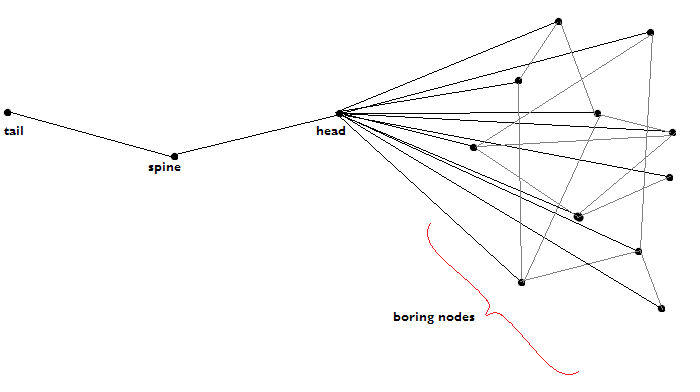 tail
spine
head
boring nodes